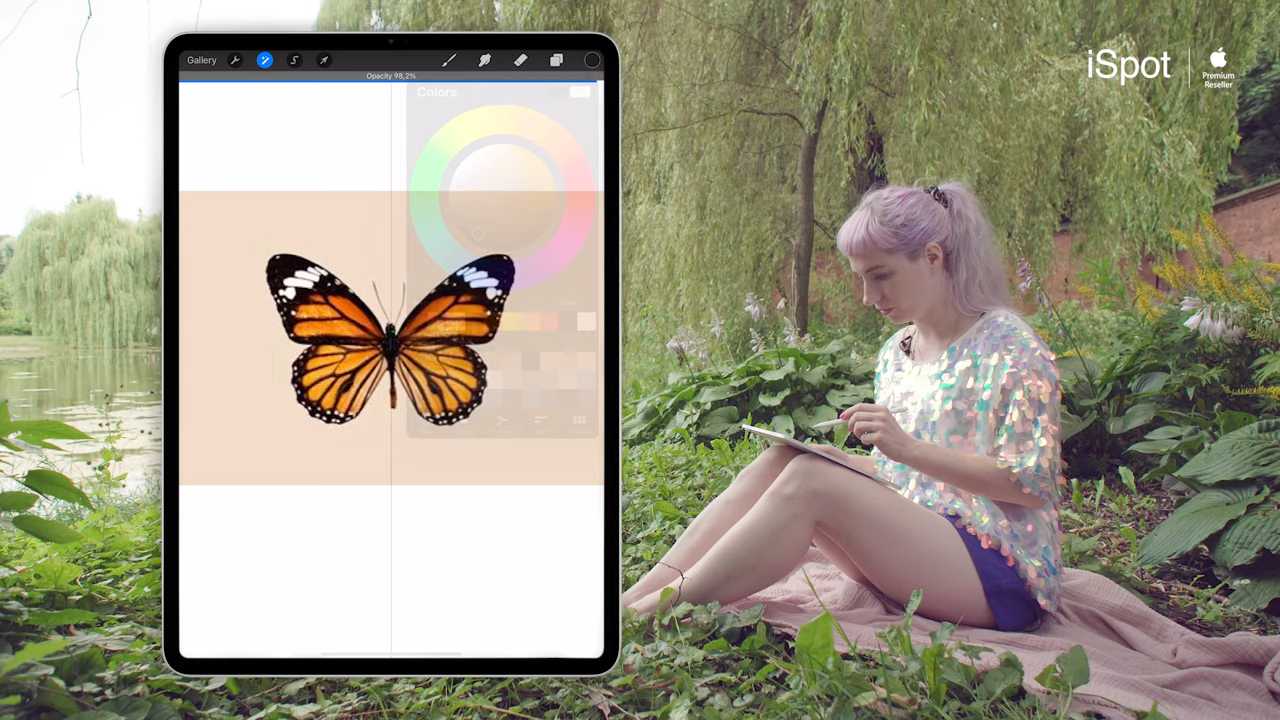 Gallery
Opacity 98,2%
Colors
iSpot
Premium
Reseller